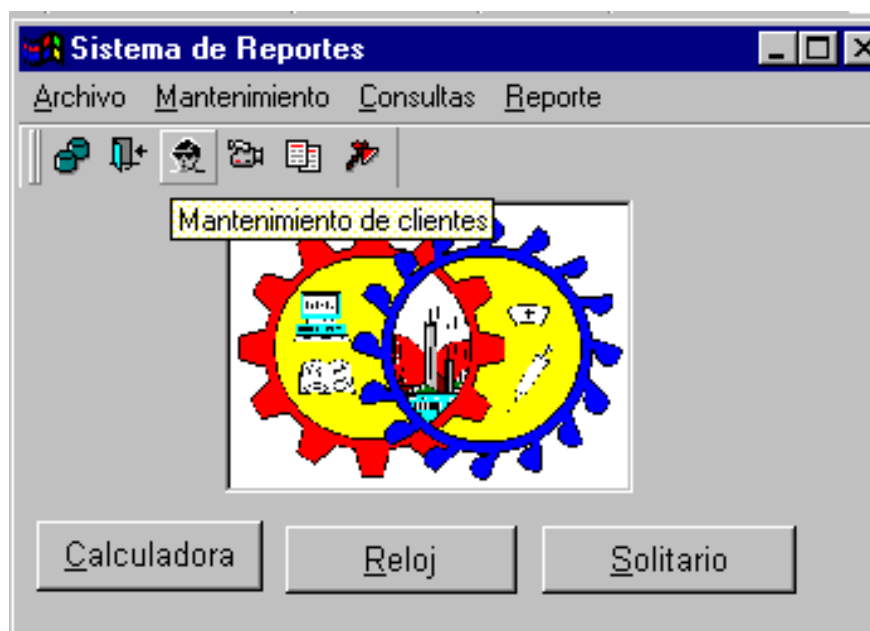 Sistema de Reportes
Archivo Mantenimiento Consultas Reporte
Mantenimiento de clientes
Calculadora Reloj Solitario